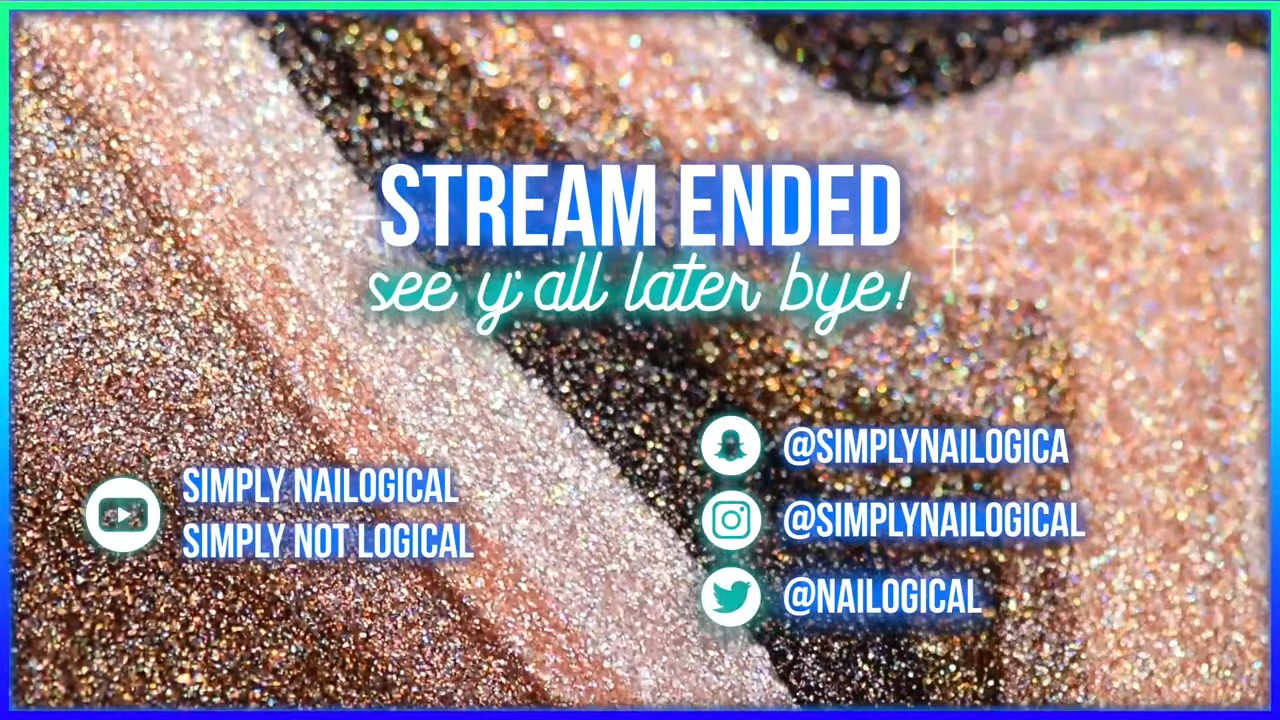 STREAM ENDED
see y'all later bye!
SIMPLY NAILOGICAL
SIMPLY NOT LOGICAL
@SIMPLYNAILOGICA
@SIMPLYNAILOGICAL
@NAILOGICAL